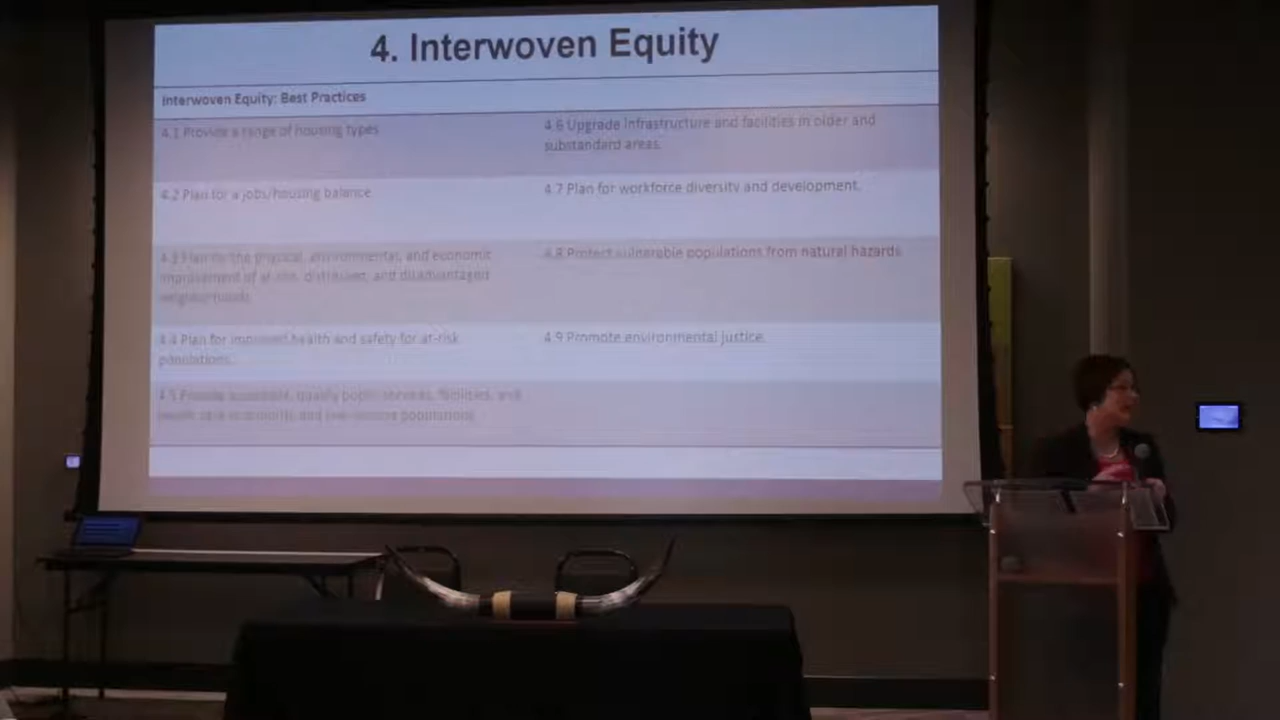 4. Interwoven Equity
Interwoven Equity: Best Practices
4.1 Provide a range of housing types
4.2 Plan for a jobs/housing balance
4.3 Plan for the physical, environmental, and economic
improvement of at-risk, distressed, and disadvantaged
neighborhoods
4.4 Plan for improved health and safety for at-risk
populations.
4.5 Provide accessible, quality public services, facilities, and
health care to minority and low-income populations
4.6 Upgrade infrastructure and facilities in older and
substandard areas.
4.7 Plan for workforce diversity and development.
4.8 Protect vulnerable populations from natural hazards
4.9 Promote environmental justice.